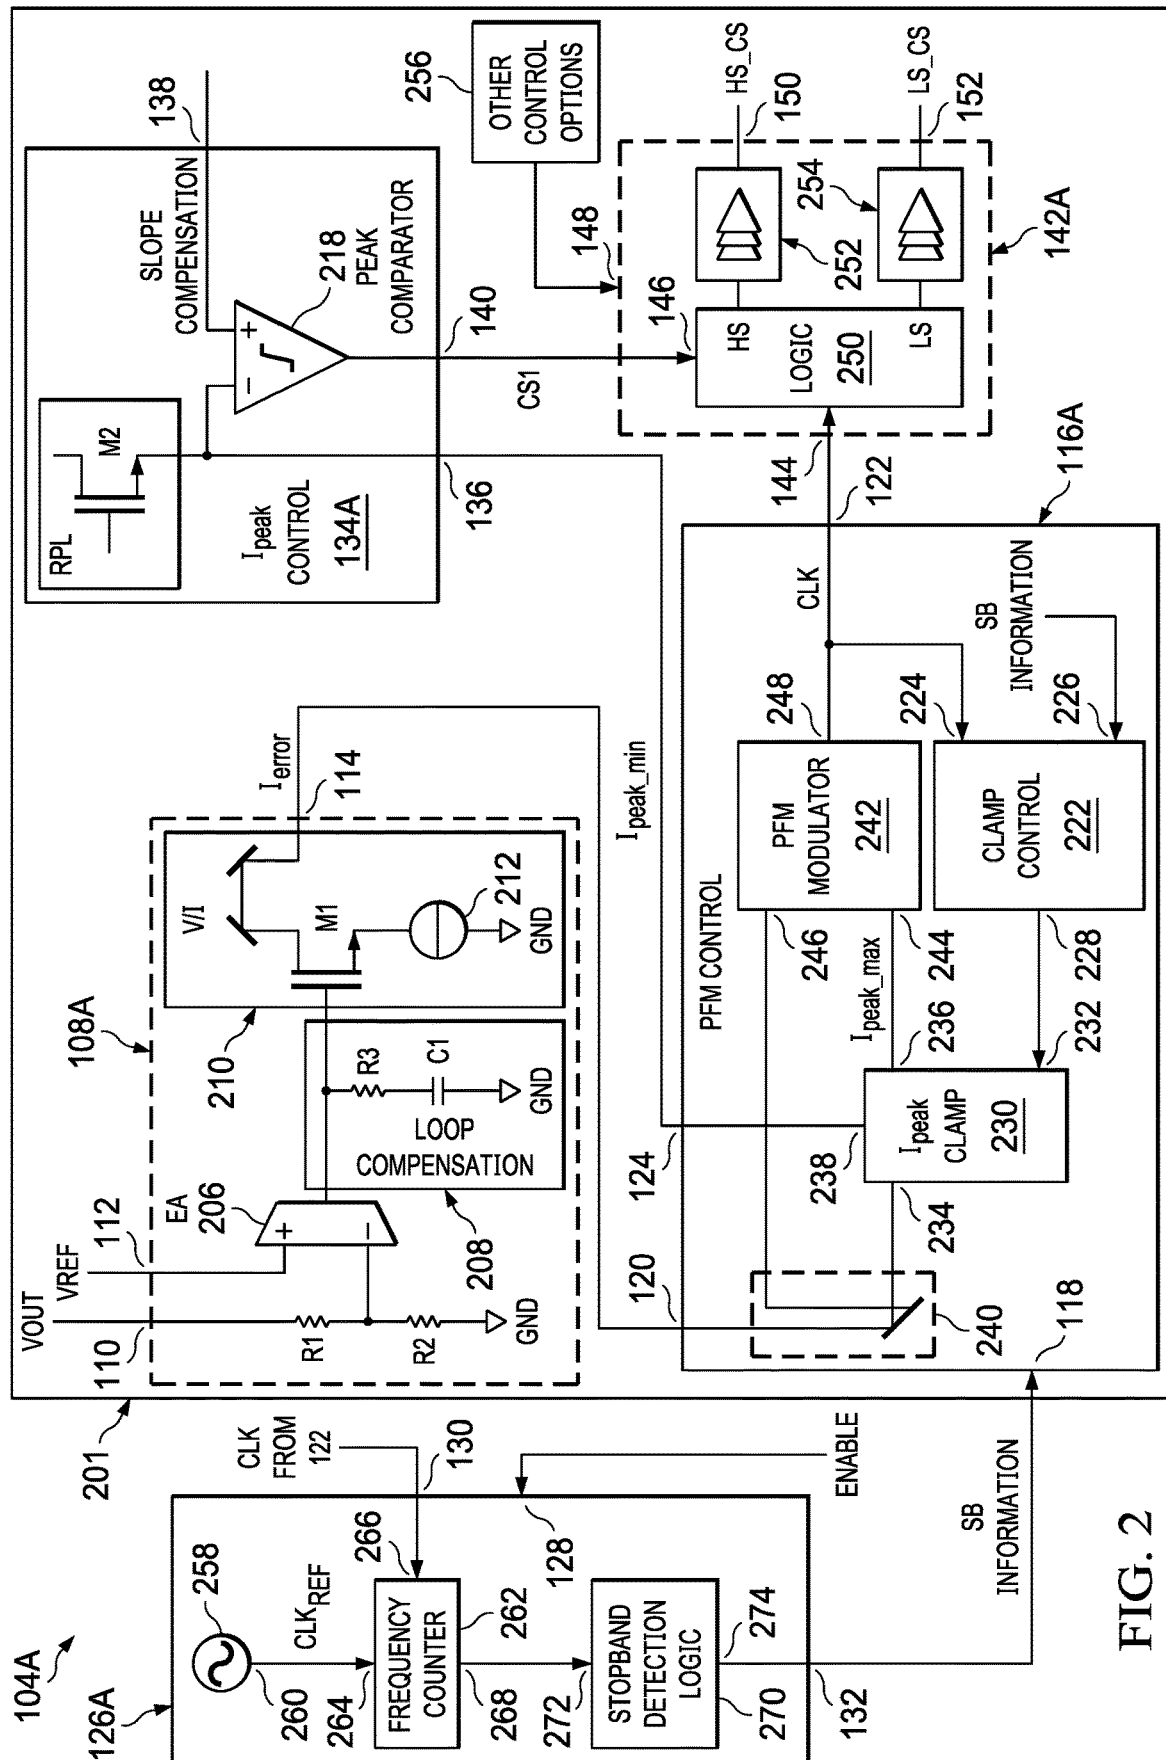 104A
126A
258
260
CLK_REF
264
266
FREQUENCY
COUNTER
262
268
272
STOPBAND
DETECTION
LOGIC
270
274
132
CLK
FROM
122
130
128
ENABLE
SB
INFORMATION
201
VOUT
VREF
110
112
108A
EA
206
+
−
R1
R2
GND
208
LOOP
COMPENSATION
R3
C1
GND
210
V/I
M1
212
GND
I_error
114
RPL
M2
I_peak
CONTROL
134A
SLOPE
COMPENSATION
138
−
+
218
PEAK
COMPARATOR
136
140
CS1
256
OTHER
CONTROL
OPTIONS
148
146
144
LOGIC
250
HS
LS
252
254
HS_CS
150
LS_CS
152
142A
I_peak_min
120
124
118
240
PFM CONTROL
116A
234
238
I_peak
CLAMP
230
236
232
I_peak_max
246
244
228
PFM
MODULATOR
242
248
CLAMP
CONTROL
222
224
226
CLK
122
SB
INFORMATION
FIG. 2